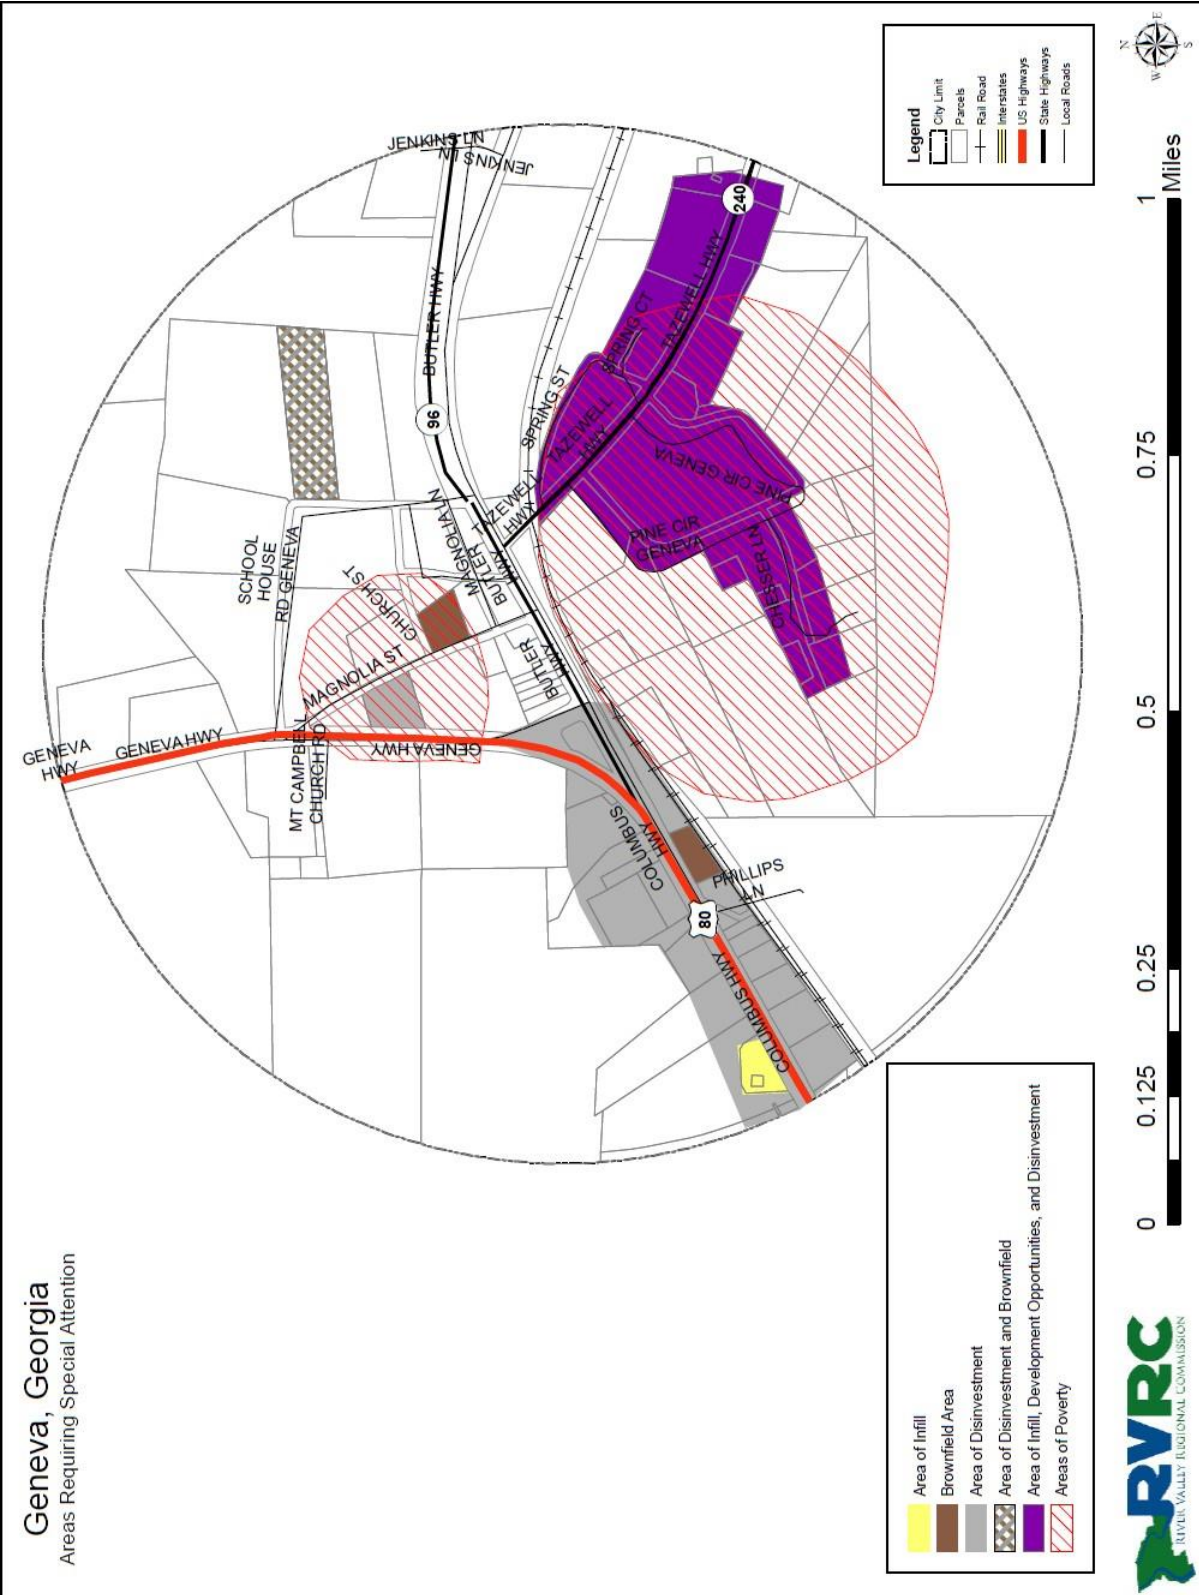 Geneva, Georgia
Areas Requiring Special Attention
GENEVA
HWY
GENEVA HWY
MT CAMPBELL
CHURCH RD
SCHOOL
HOUSE
RD GENEVA
MAGNOLIA ST
CHURCH ST
GENEVA HWY
MAGNOLIA LN
BUTLER
HWY
BUTLER
HWY
TAZEWELL
HWY
96
BUTLER HWY
JENKINS LN
JENKINS LN
SPRING ST
TAZEWELL
HWY
SPRING CT
TAZEWELL HWY
240
PINE CIR GENEVA
PINE CIR
GENEVA
CHESSER LN
COLUMBUS
HWY
PHILLIPS
LN
80
COLUMBUS HWY
Legend
City Limit
Parcels
Rail Road
Interstates
US Highways
State Highways
Local Roads
Area of Infill
Brownfield Area
Area of Disinvestment
Area of Disinvestment and Brownfield
Area of Infill, Development Opportunities, and Disinvestment
Areas of Poverty
N
E
S
W
0 0.125 0.25 0.5 0.75 1
Miles
RVRC
RIVER VALLEY REGIONAL COMMISSION